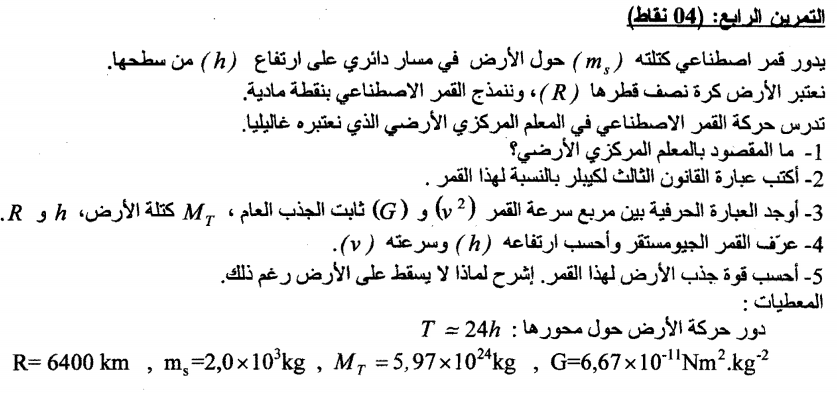 التمرين الرابع: (04 نقاط)
يدور قمر اصطناعي كتلته (mₛ) حول الأرض في مسار دائري على ارتفاع (h) من سطحها.
نعتبر الأرض كرة نصف قطرها (R)، وننمذج القمر الاصطناعي بنقطة مادية.
تدرس حركة القمر الاصطناعي في المعلم المركزي الأرضي الذي نعتبره غاليليا.
1- ما المقصود بالمعلم المركزي الأرضي؟
2- أكتب عبارة القانون الثالث لكيبلر بالنسبة لهذا القمر .
3- أوجد العبارة الحرفية بين مربع سرعة القمر (v²) و (G) ثابت الجذب العام ، M_T كتلة الأرض، h و R.
4- عرّف القمر الجيومستقر وأحسب ارتفاعه (h) وسرعته (v).
5- أحسب قوة جذب الأرض لهذا القمر. إشرح لماذا لا يسقط على الأرض رغم ذلك.
المعطيات :
دور حركة الأرض حول محورها : T ≃ 24h
R= 6400 km , mₛ=2,0×10³kg , M_T = 5,97×10²⁴kg , G=6,67×10⁻¹¹Nm².kg⁻²